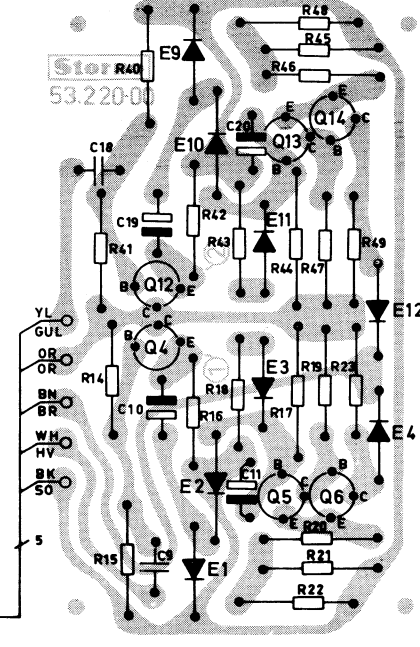 R48
R45
R46
E9
R40
Stor
53.220-00
C20
E
Q13
E
Q14
C
C
B
B
E10
C18
C19
R42
R41
R43
E11
R44
R47
R49
2
B
Q12
E
C
E12
YL
GUL
OR
OR
BN
BR
WH
HV
BK
SO
5
C
B
Q4
E
1
R14
C10
R16
R18
E3
R17
R19
R23
E4
E2
C11
B
Q5
C
E
B
Q6
C
E
R20
R21
R22
R15
C9
E1